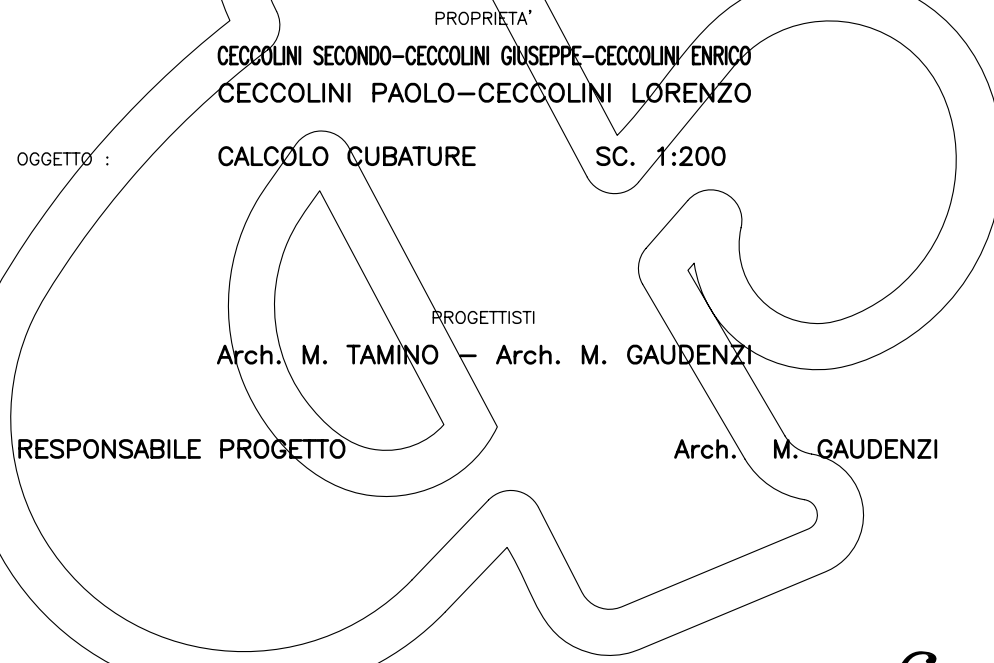 PROPRIETA'
CECCOLINI SECONDO-CECCOLINI GIUSEPPE-CECCOLINI ENRICO
CECCOLINI PAOLO-CECCOLINI LORENZO
OGGETTO : CALCOLO CUBATURE SC. 1:200
PROGETTISTI
Arch. M. TAMINO - Arch. M. GAUDENZI
RESPONSABILE PROGETTO Arch. M. GAUDENZI